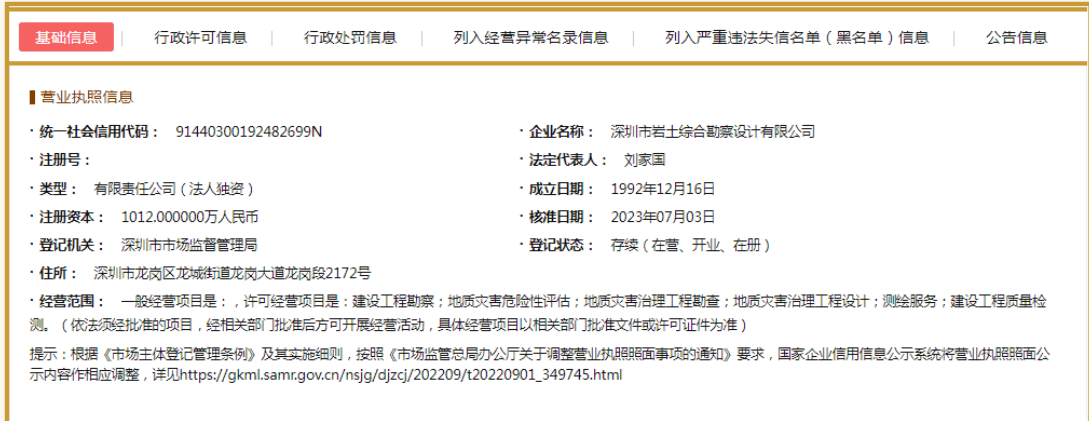 基础信息 行政许可信息 行政处罚信息 列入经营异常名录信息 列入严重违法失信名单（黑名单）信息 公告信息
营业执照信息
· 统一社会信用代码： 91440300192482699N · 企业名称： 深圳市岩土综合勘察设计有限公司
· 注册号： · 法定代表人： 刘家国
· 类型： 有限责任公司（法人独资） · 成立日期： 1992年12月16日
· 注册资本： 1012.000000万人民币 · 核准日期： 2023年07月03日
· 登记机关： 深圳市市场监督管理局 · 登记状态： 存续（在营、开业、在册）
· 住所： 深圳市龙岗区龙城街道龙岗大道龙岗段2172号
· 经营范围： 一般经营项目是：，许可经营项目是：建设工程勘察；地质灾害危险性评估；地质灾害治理工程勘查；地质灾害治理工程设计；测绘服务；建设工程质量检
测。（依法须经批准的项目，经相关部门批准后方可开展经营活动，具体经营项目以相关部门批准文件或许可证件为准）
提示：根据《市场主体登记管理条例》及其实施细则，按照《市场监管总局办公厅关于调整营业执照照面事项的通知》要求，国家企业信用信息公示系统将营业执照照面公
示内容作相应调整，详见https://gkml.samr.gov.cn/nsjg/djzcj/202209/t20220901_349745.html